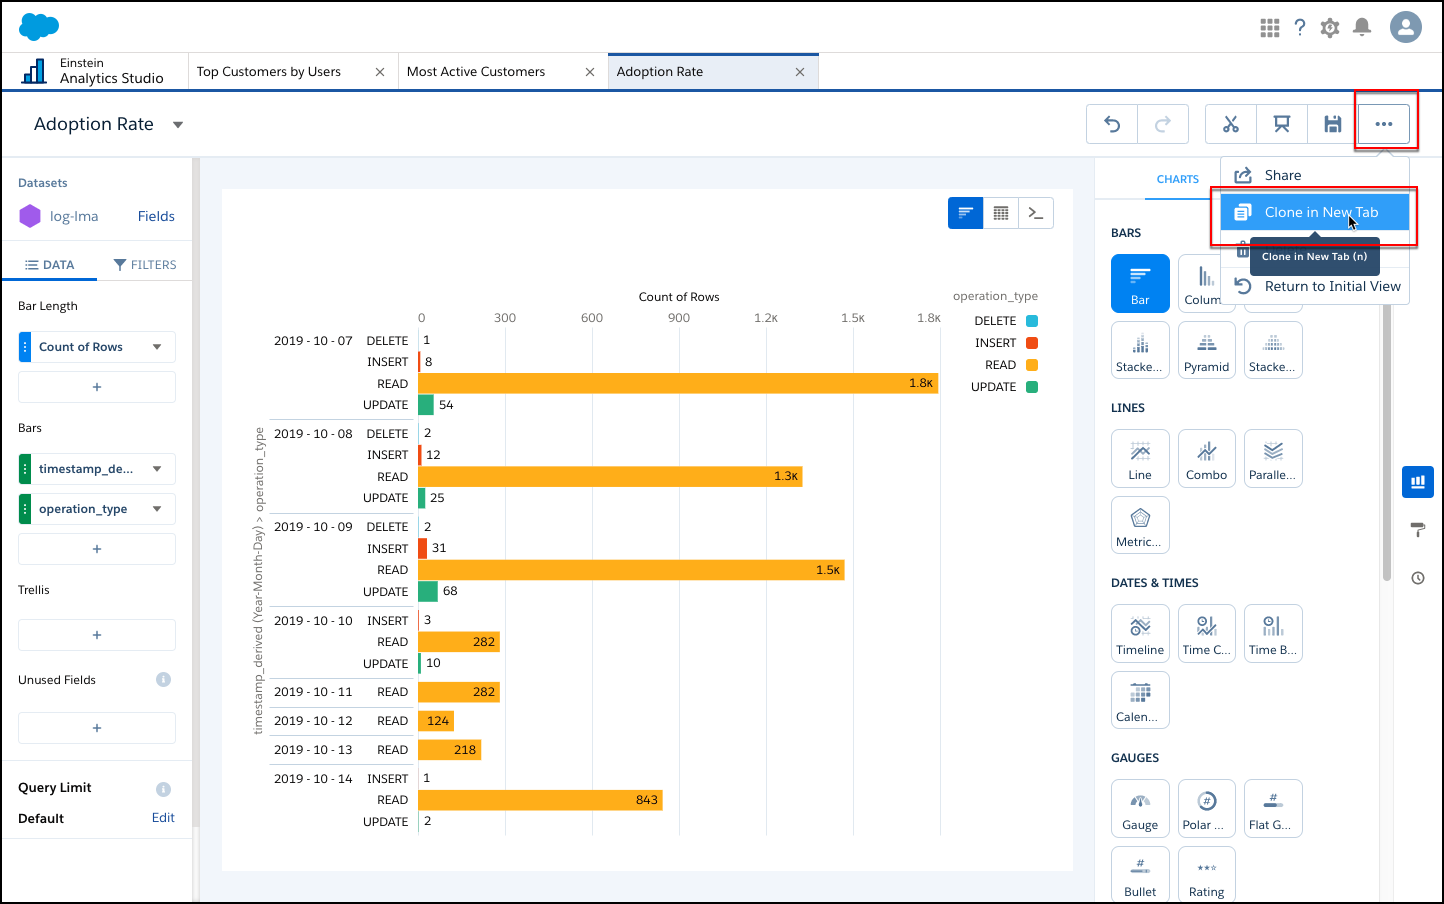 Einstein
Analytics Studio
Top Customers by Users
Most Active Customers
Adoption Rate
Adoption Rate
Share
Clone in New Tab
Clone in New Tab (n)
Return to Initial View
Datasets
log-lma Fields
DATA FILTERS
Bar Length
Count of Rows
+
Bars
timestamp_de...
operation_type
+
Trellis
+
Unused Fields
+
Query Limit
Default Edit
Count of Rows
0 300 600 900 1.2K 1.5K 1.8K
timestamp_derived (Year-Month-Day) > operation_type
2019 - 10 - 07 DELETE 1
INSERT 8
READ 1.8K
UPDATE 54
2019 - 10 - 08 DELETE 2
INSERT 12
READ 1.3K
UPDATE 25
2019 - 10 - 09 DELETE 2
INSERT 31
READ 1.5K
UPDATE 68
2019 - 10 - 10 INSERT 3
READ 282
UPDATE 10
2019 - 10 - 11 READ 282
2019 - 10 - 12 READ 124
2019 - 10 - 13 READ 218
2019 - 10 - 14 INSERT 1
READ 843
UPDATE 2
operation_type
DELETE
INSERT
READ
UPDATE
CHARTS
BARS
Bar Colum
Stacke... Pyramid Stacke...
LINES
Line Combo Paralle...
Metric...
DATES & TIMES
Timeline Time C... Time B...
Calen...
GAUGES
Gauge Polar ... Flat G...
Bullet Rating